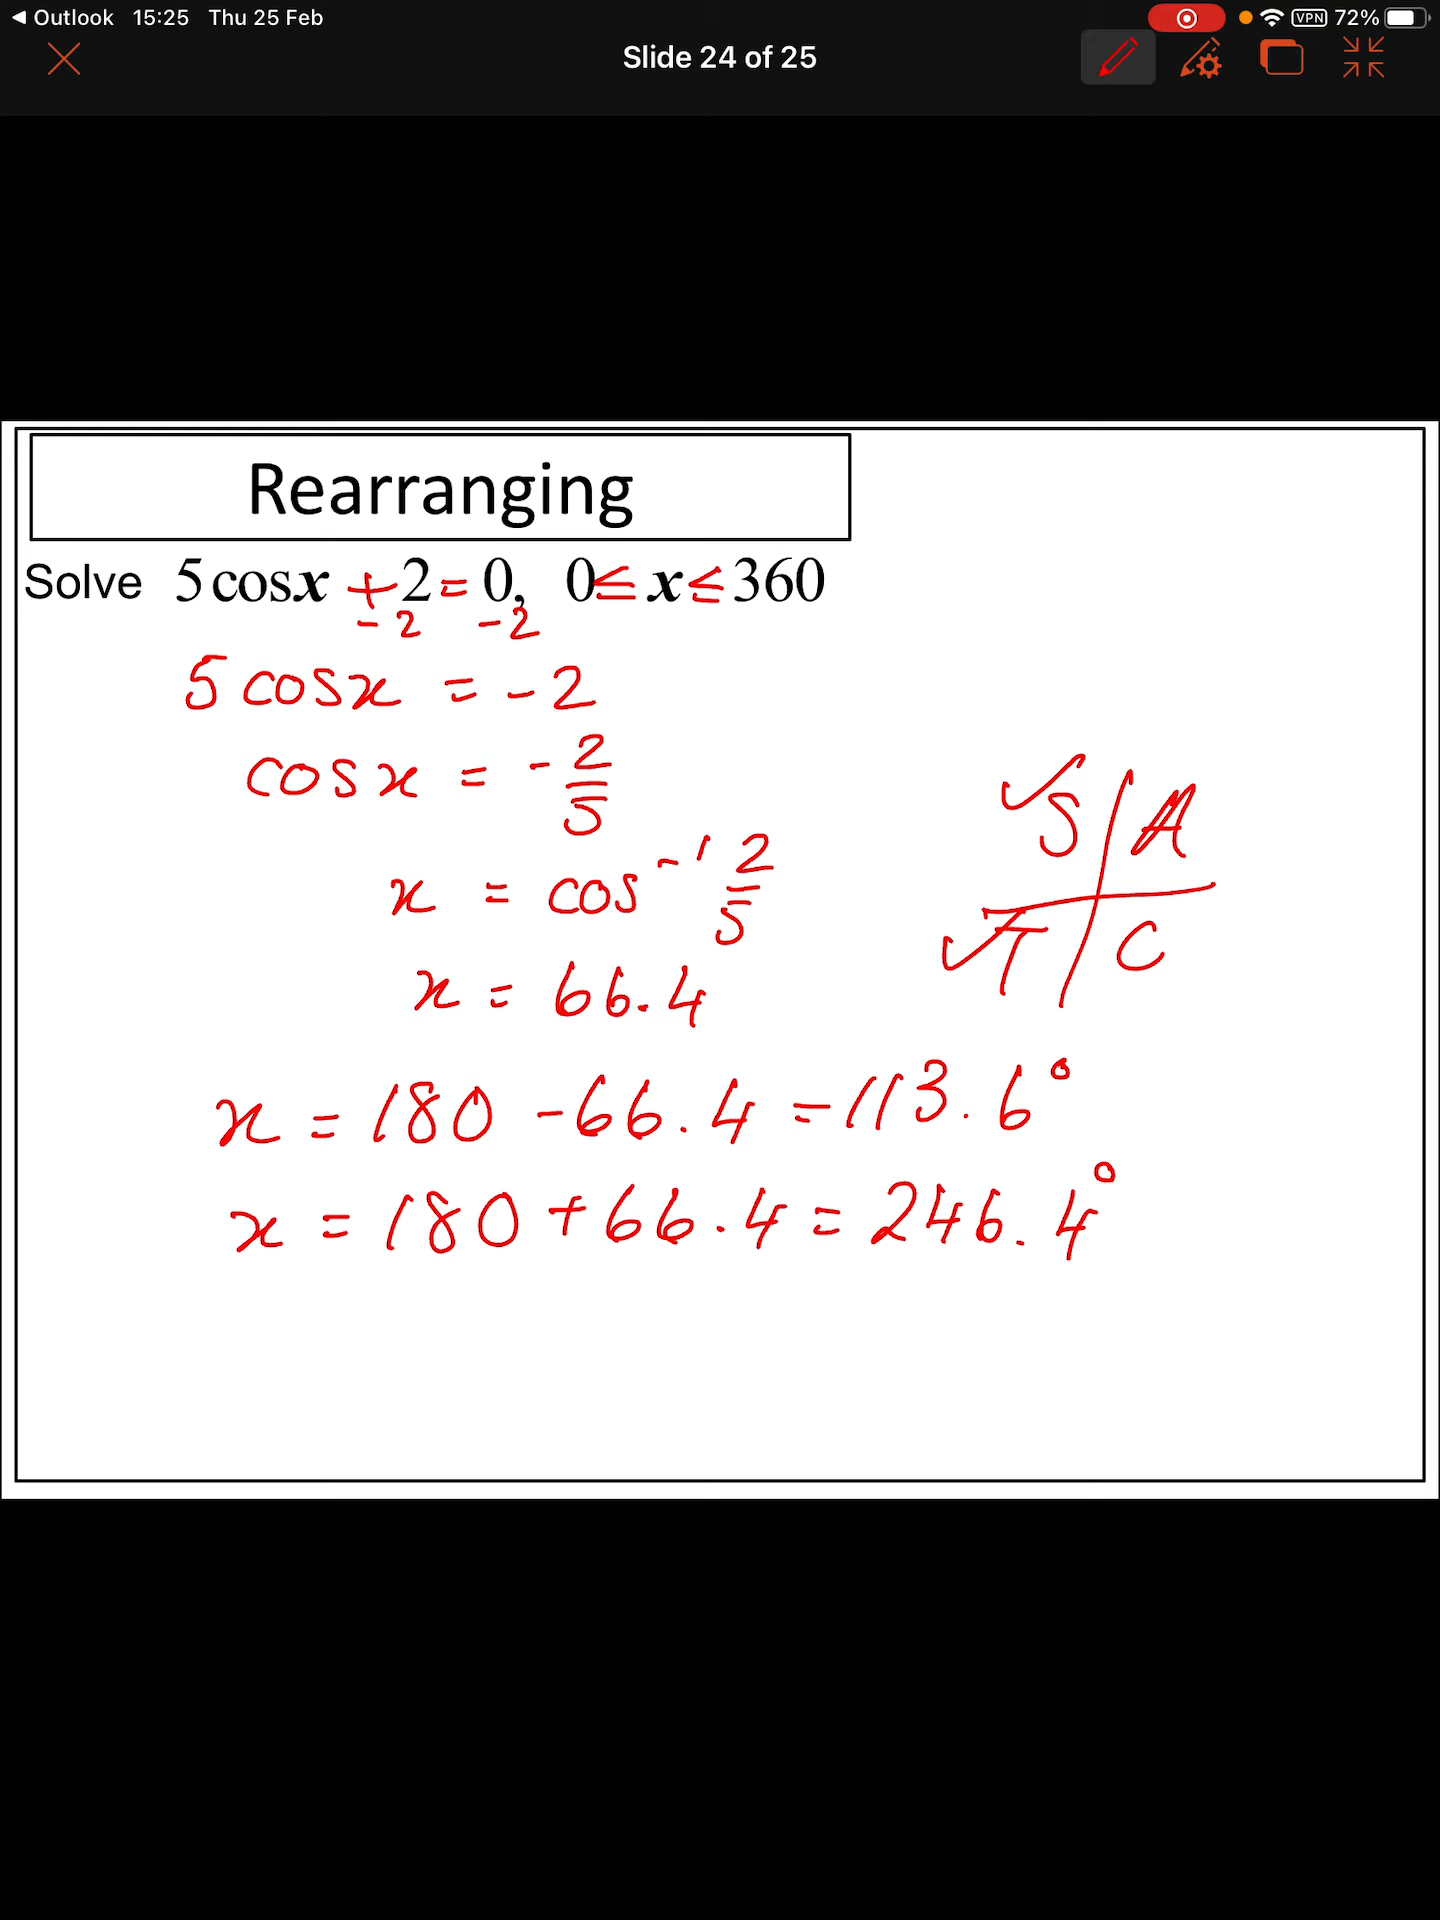 ◀ Outlook 15:25 Thu 25 Feb VPN 72%
Slide 24 of 25
Rearranging
Solve 5cosx + 2 = 0, 0 ≤ x ≤ 360
- 2 - 2
5 cosx = - 2
cosx = - 2/5
x = cos⁻¹ 2/5
x = 66.4
S A
T C
x = 180 - 66.4 = 113.6°
x = 180 + 66.4 = 246.4°